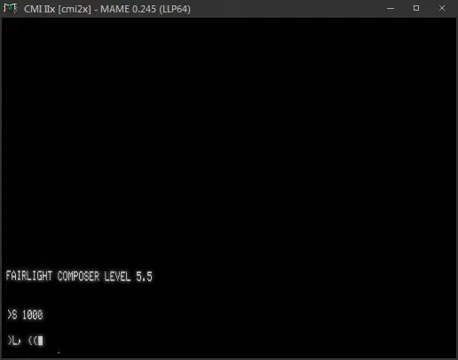 CMI IIx [cmi2x] - MAME 0.245 (LLP64)
FAIRLIGHT COMPOSER LEVEL 5.5
>S 1000
>L, ((